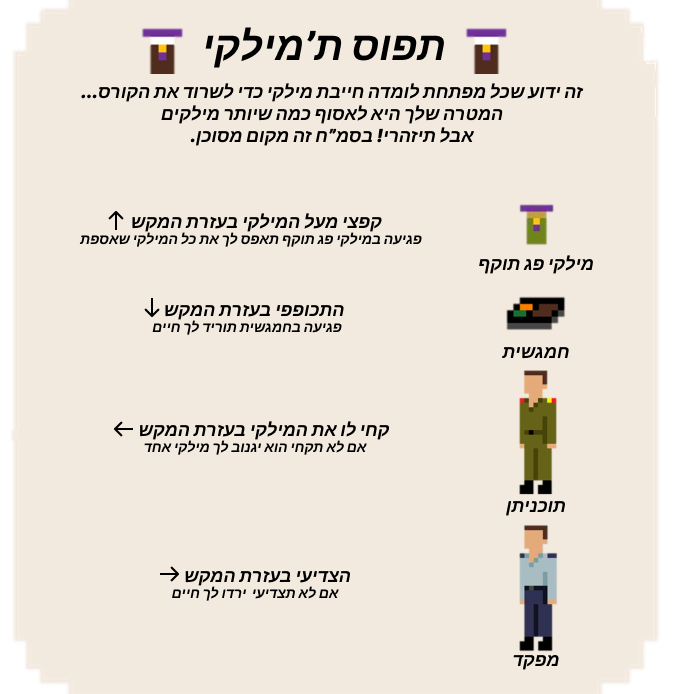 תפוס ת'מילקי
זה ידוע שכל מפתחת לומדה חייבת מילקי כדי לשרוד את הקורס...
המטרה שלך היא לאסוף כמה שיותר מילקים
אבל תיזהרי! בסמ"ח זה מקום מסוכן.
קפצי מעל המילקי בעזרת המקש ↑
פגיעה במילקי פג תוקף תאפס לך את כל המילקי שאספת
מילקי פג תוקף
התכופפי בעזרת המקש ↓
פגיעה בחמגשית תוריד לך חיים
חמגשית
קחי לו את המילקי בעזרת המקש ←
אם לא תקחי הוא יגנוב לך מילקי אחד
תוכניתן
הצדיעי בעזרת המקש →
אם לא תצדיעי ירדו לך חיים
מפקד